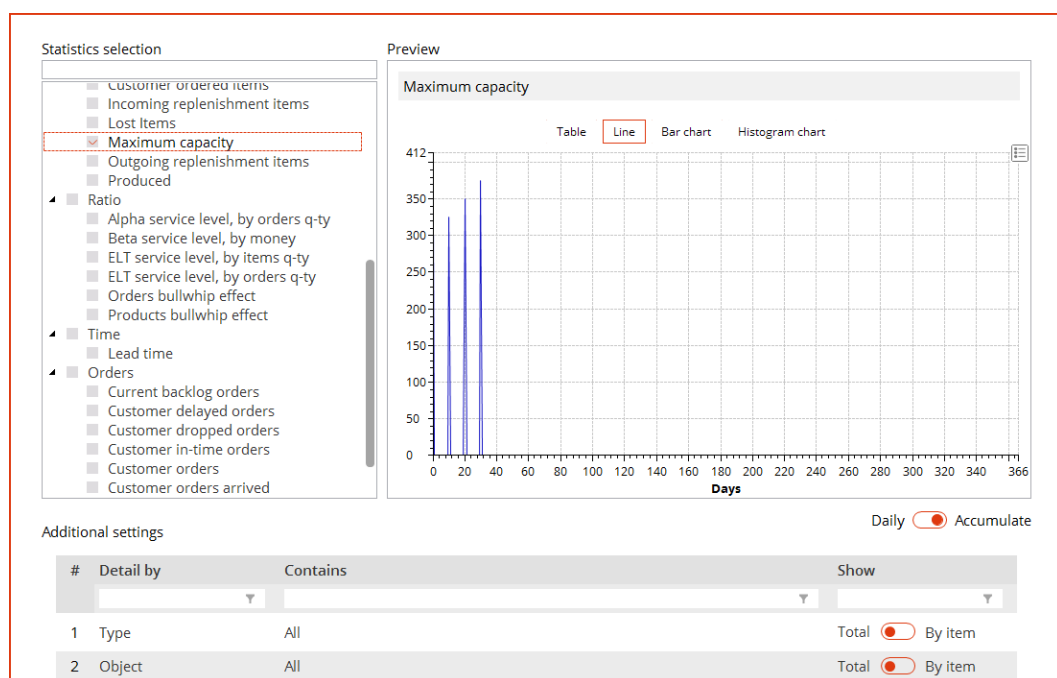 Statistics selection
Preview
Customer ordered items
Incoming replenishment items
Lost Items
Maximum capacity
Outgoing replenishment items
Produced
Ratio
Alpha service level, by orders q-ty
Beta service level, by money
ELT service level, by items q-ty
ELT service level, by orders q-ty
Orders bullwhip effect
Products bullwhip effect
Time
Lead time
Orders
Current backlog orders
Customer delayed orders
Customer dropped orders
Customer in-time orders
Customer orders
Customer orders arrived
Maximum capacity
Table Line Bar chart Histogram chart
412
350
300
250
200
150
100
50
0
0 20 40 60 80 100 120 140 160 180 200 220 240 260 280 300 320 340 366
Days
Daily Accumulate
Additional settings
# Detail by Contains Show
1 Type All Total By item
2 Object All Total By item